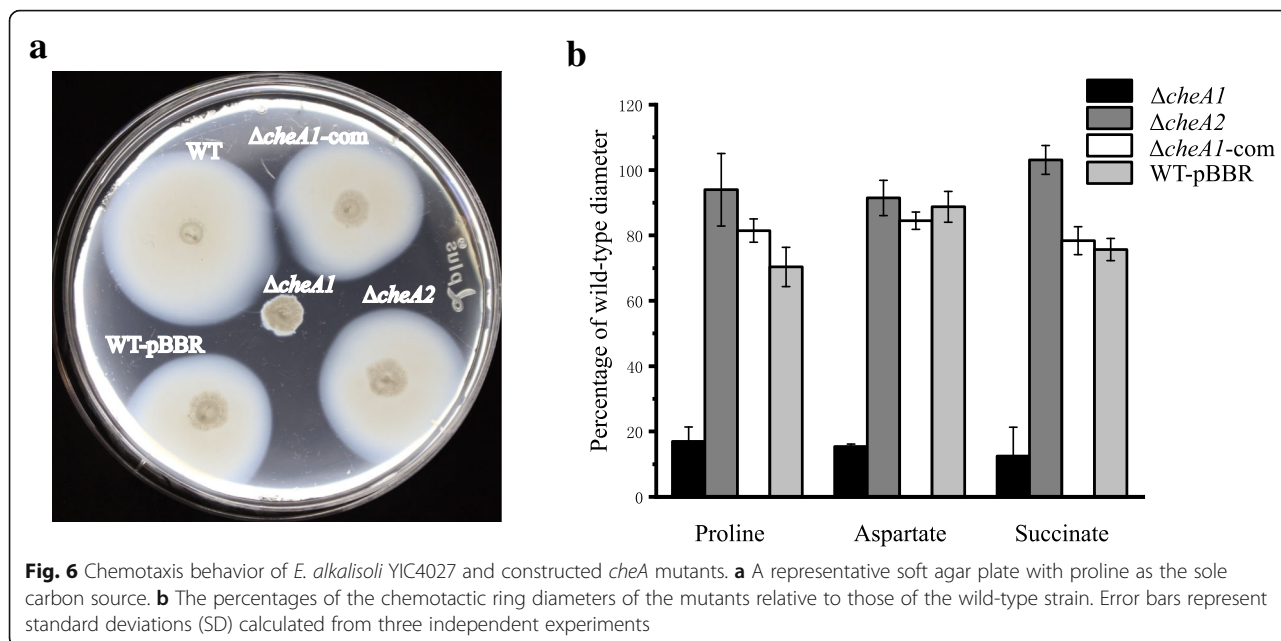 a
WT
ΔcheA1-com
ΔcheA1
ΔcheA2
WT-pBBR
b
ΔcheA1
ΔcheA2
ΔcheA1-com
WT-pBBR
Percentage of wild-type diameter
120
100
80
60
40
20
0
Proline
Aspartate
Succinate
Fig. 6 Chemotaxis behavior of E. alkalisoli YIC4027 and constructed cheA mutants. a A representative soft agar plate with proline as the sole
carbon source. b The percentages of the chemotactic ring diameters of the mutants relative to those of the wild-type strain. Error bars represent
standard deviations (SD) calculated from three independent experiments